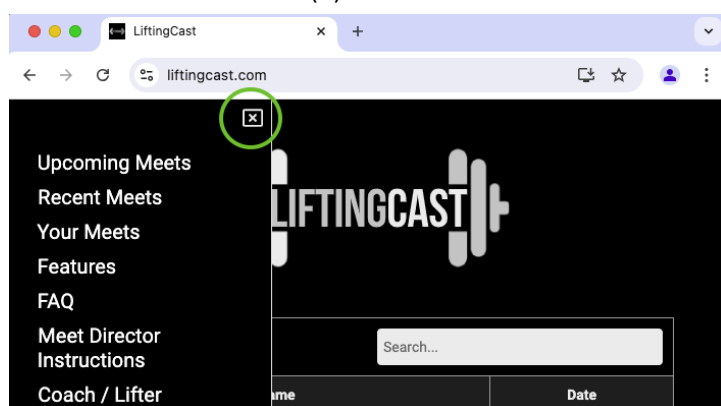 LiftingCast
liftingcast.com
Upcoming Meets
Recent Meets
Your Meets
Features
FAQ
Meet Director
Instructions
Coach / Lifter
LIFTINGCAST
Search...
ame
Date